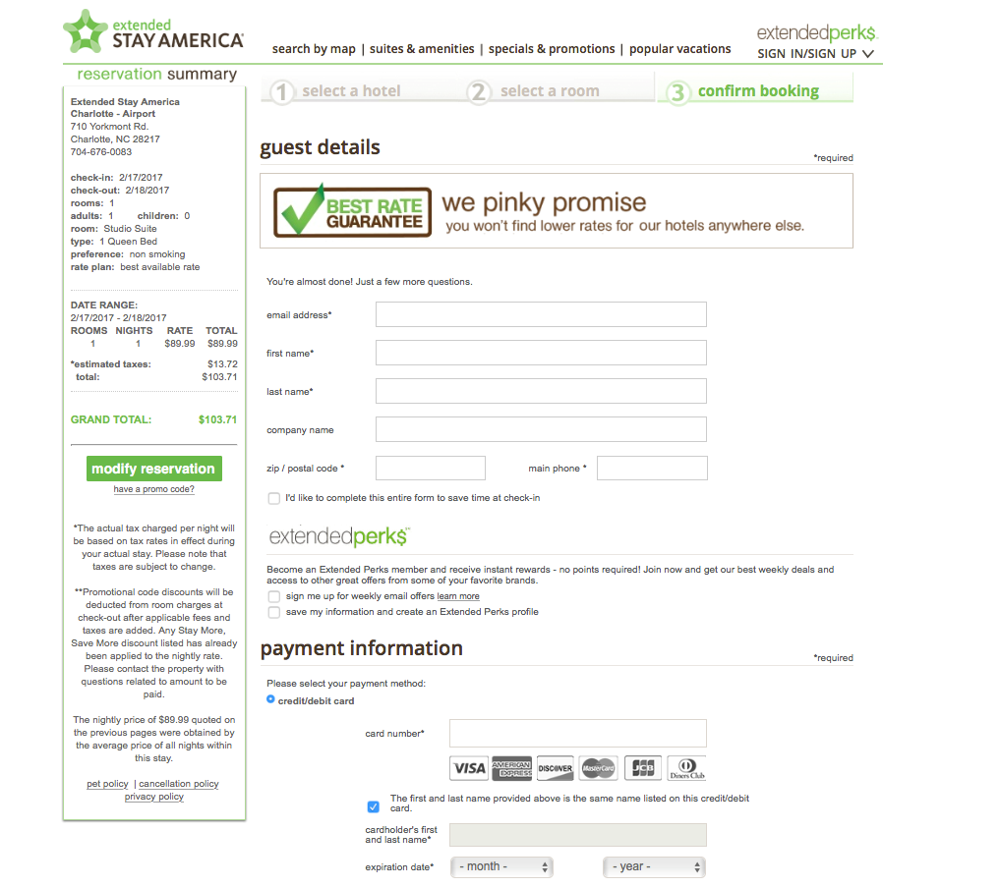 extended
STAY AMERICA
search by map | suites & amenities | specials & promotions | popular vacations
extendedperk$
SIGN IN/SIGN UP
reservation summary
Extended Stay America
Charlotte - Airport
710 Yorkmont Rd.
Charlotte, NC 28217
704-676-0083
check-in: 2/17/2017
check-out: 2/18/2017
rooms: 1
adults: 1 children: 0
room: Studio Suite
type: 1 Queen Bed
preference: non smoking
rate plan: best available rate
DATE RANGE:
2/17/2017 - 2/18/2017
ROOMS NIGHTS RATE TOTAL
1 1 $89.99 $89.99
*estimated taxes: $13.72
total: $103.71
GRAND TOTAL: $103.71
modify reservation
have a promo code?
*The actual tax charged per night will
be based on tax rates in effect during
your actual stay. Please note that
taxes are subject to change.
**Promotional code discounts will be
deducted from room charges at
check-out after applicable fees and
taxes are added. Any Stay More,
Save More discount listed has already
been applied to the nightly rate.
Please contact the property with
questions related to amount to be
paid.
The nightly price of $89.99 quoted on
the previous pages were obtained by
the average price of all nights within
this stay.
pet policy | cancellation policy
privacy policy
1 select a hotel 2 select a room 3 confirm booking
guest details
*required
BEST RATE
GUARANTEE
we pinky promise
you won't find lower rates for our hotels anywhere else.
You're almost done! Just a few more questions.
email address*
first name*
last name*
company name
zip / postal code * main phone *
I'd like to complete this entire form to save time at check-in
extendedperk$
Become an Extended Perks member and receive instant rewards - no points required! Join now and get our best weekly deals and
access to other great offers from some of your favorite brands.
sign me up for weekly email offers learn more
save my information and create an Extended Perks profile
payment information
*required
Please select your payment method:
credit/debit card
card number*
VISA AMERICAN EXPRESS DISCOVER MasterCard JCB Diners Club
The first and last name provided above is the same name listed on this credit/debit
card.
cardholder's first
and last name*
expiration date* - month - - year -